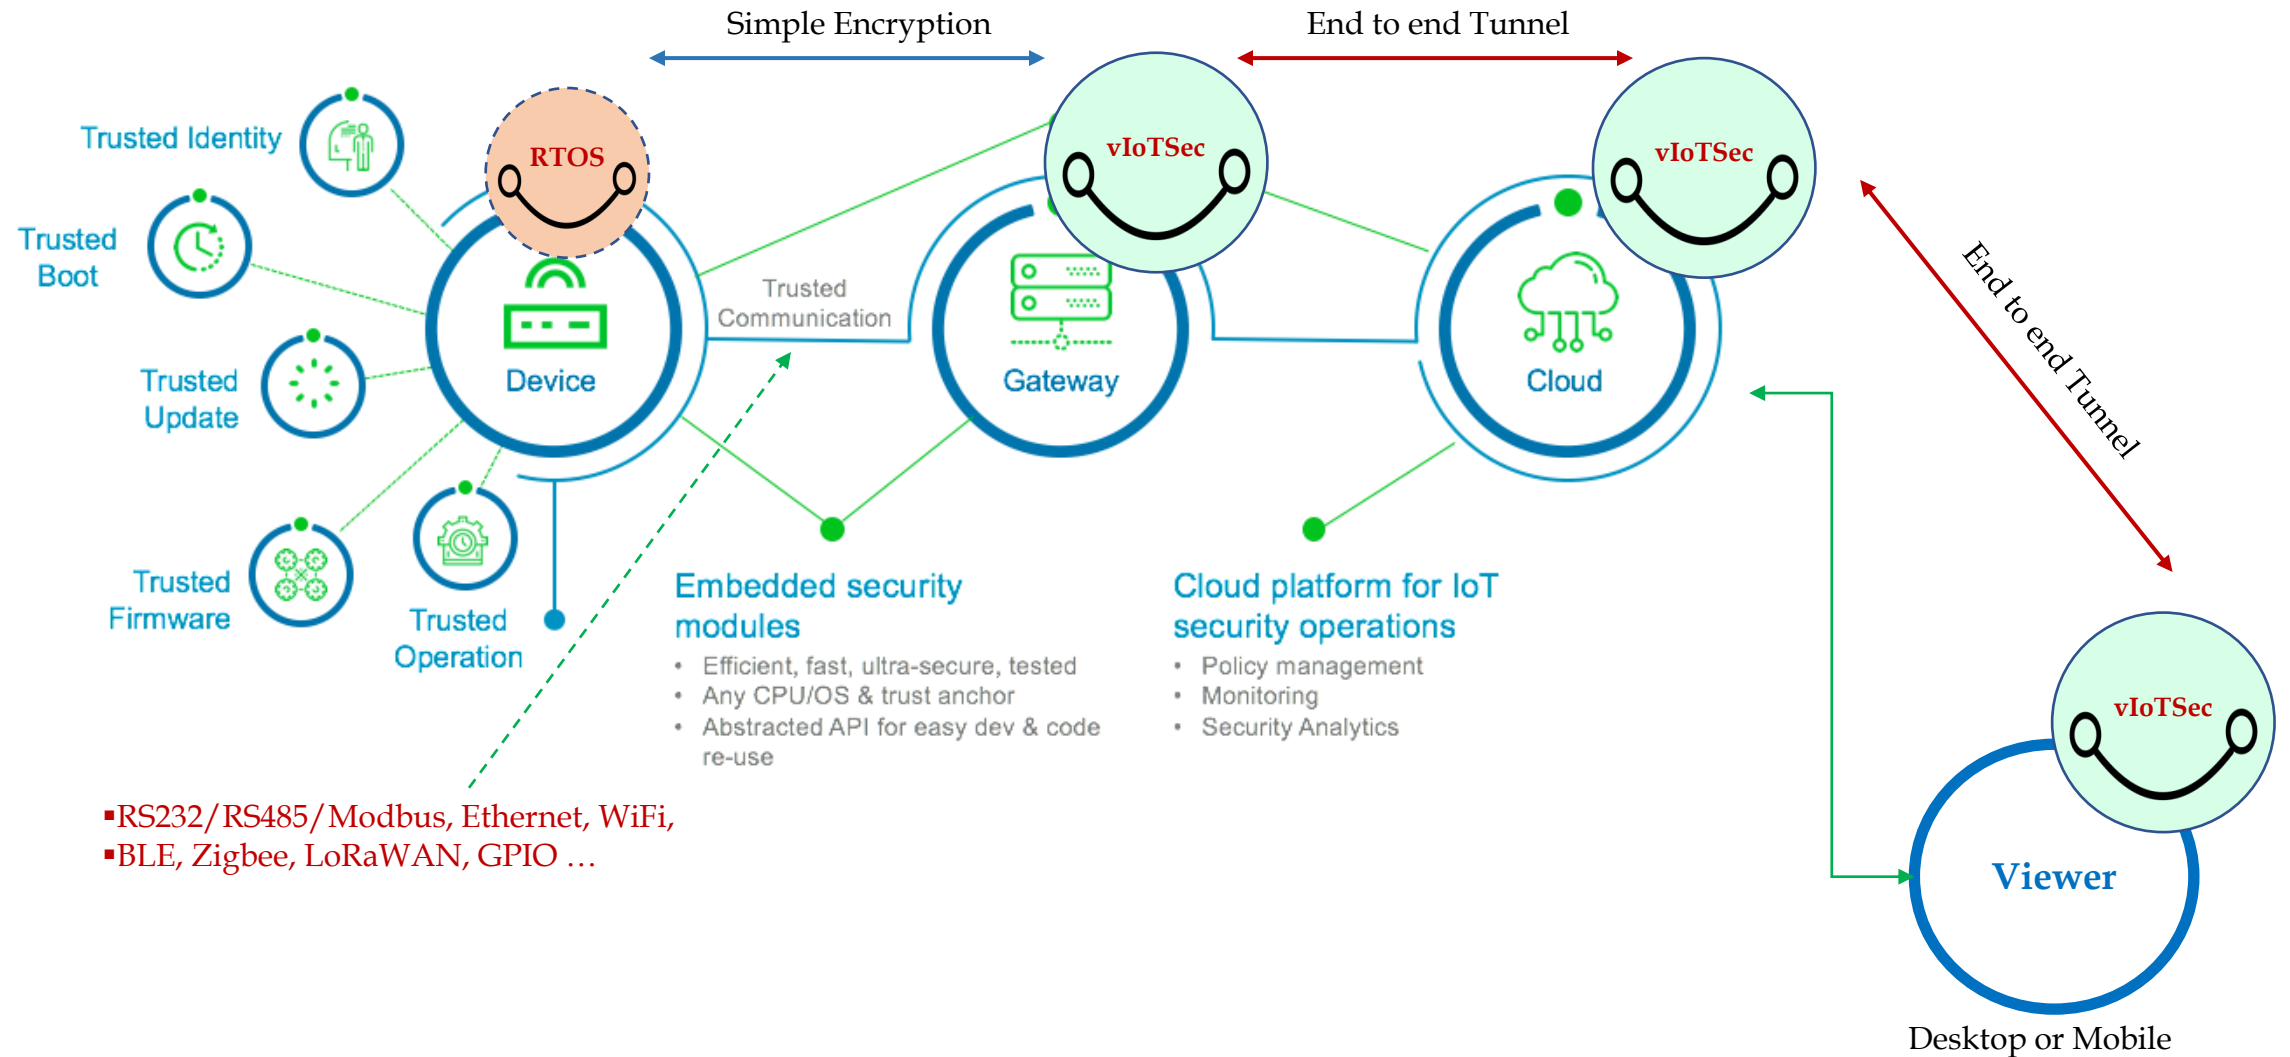 Simple Encryption
End to end Tunnel
Trusted Identity
RTOS
vIoTSec
vIoTSec
Trusted
Boot
Trusted
Communication
End to end Tunnel
Trusted
Update
Device
Gateway
Cloud
Trusted
Firmware
Trusted
Operation
Embedded security
modules
• Efficient, fast, ultra-secure, tested
• Any CPU/OS & trust anchor
• Abstracted API for easy dev & code
re-use
Cloud platform for IoT
security operations
• Policy management
• Monitoring
• Security Analytics
vIoTSec
▪RS232/RS485/Modbus, Ethernet, WiFi,
▪BLE, Zigbee, LoRaWAN, GPIO …
Viewer
Desktop or Mobile